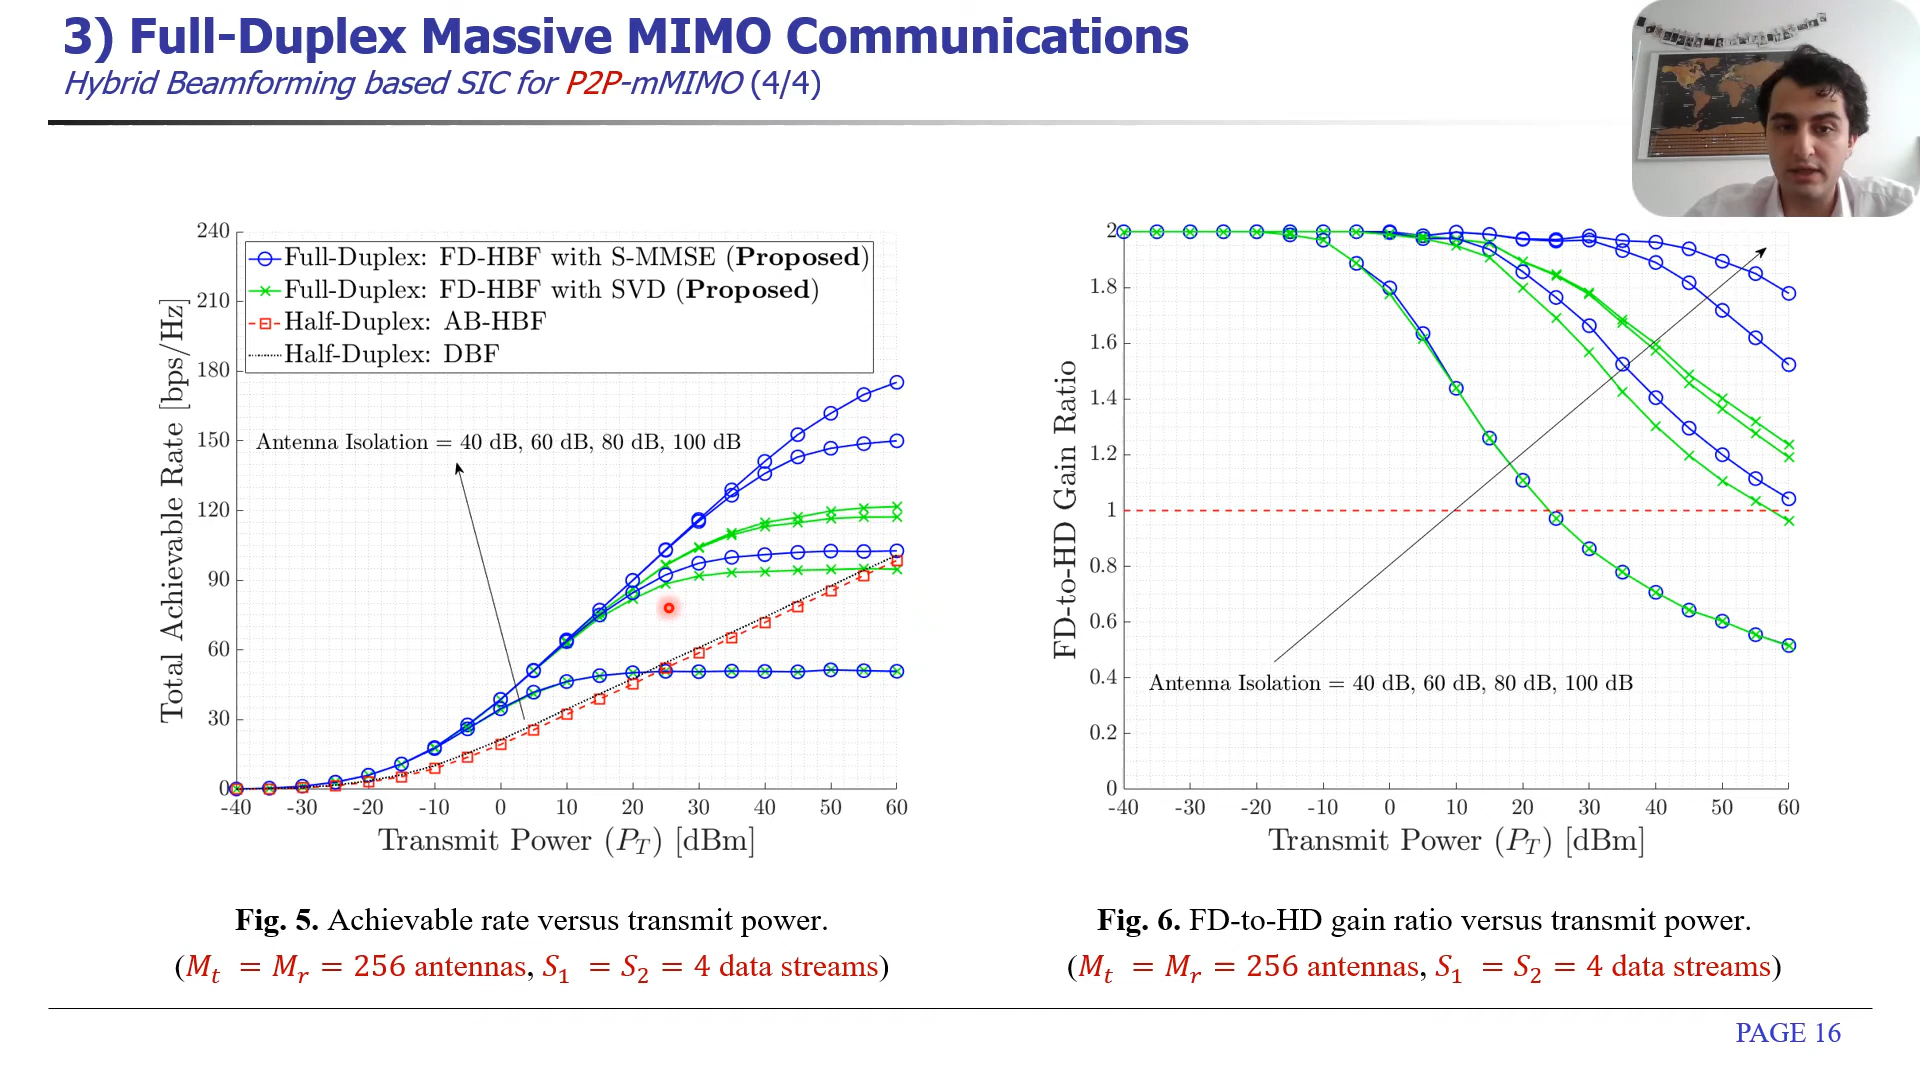 3) Full-Duplex Massive MIMO Communications
Hybrid Beamforming based SIC for P2P-mMIMO (4/4)
Total Achievable Rate [bps/Hz]
240
210
180
150
120
90
60
30
0
Full-Duplex: FD-HBF with S-MMSE (Proposed)
Full-Duplex: FD-HBF with SVD (Proposed)
Half-Duplex: AB-HBF
Half-Duplex: DBF
Antenna Isolation = 40 dB, 60 dB, 80 dB, 100 dB
-40 -30 -20 -10 0 10 20 30 40 50 60
Transmit Power (P_T) [dBm]
Fig. 5. Achievable rate versus transmit power.
(M_t = M_r = 256 antennas, S_1 = S_2 = 4 data streams)
FD-to-HD Gain Ratio
2
1.8
1.6
1.4
1.2
1
0.8
0.6
0.4
0.2
0
Antenna Isolation = 40 dB, 60 dB, 80 dB, 100 dB
-40 -30 -20 -10 0 10 20 30 40 50 60
Transmit Power (P_T) [dBm]
Fig. 6. FD-to-HD gain ratio versus transmit power.
(M_t = M_r = 256 antennas, S_1 = S_2 = 4 data streams)
PAGE 16